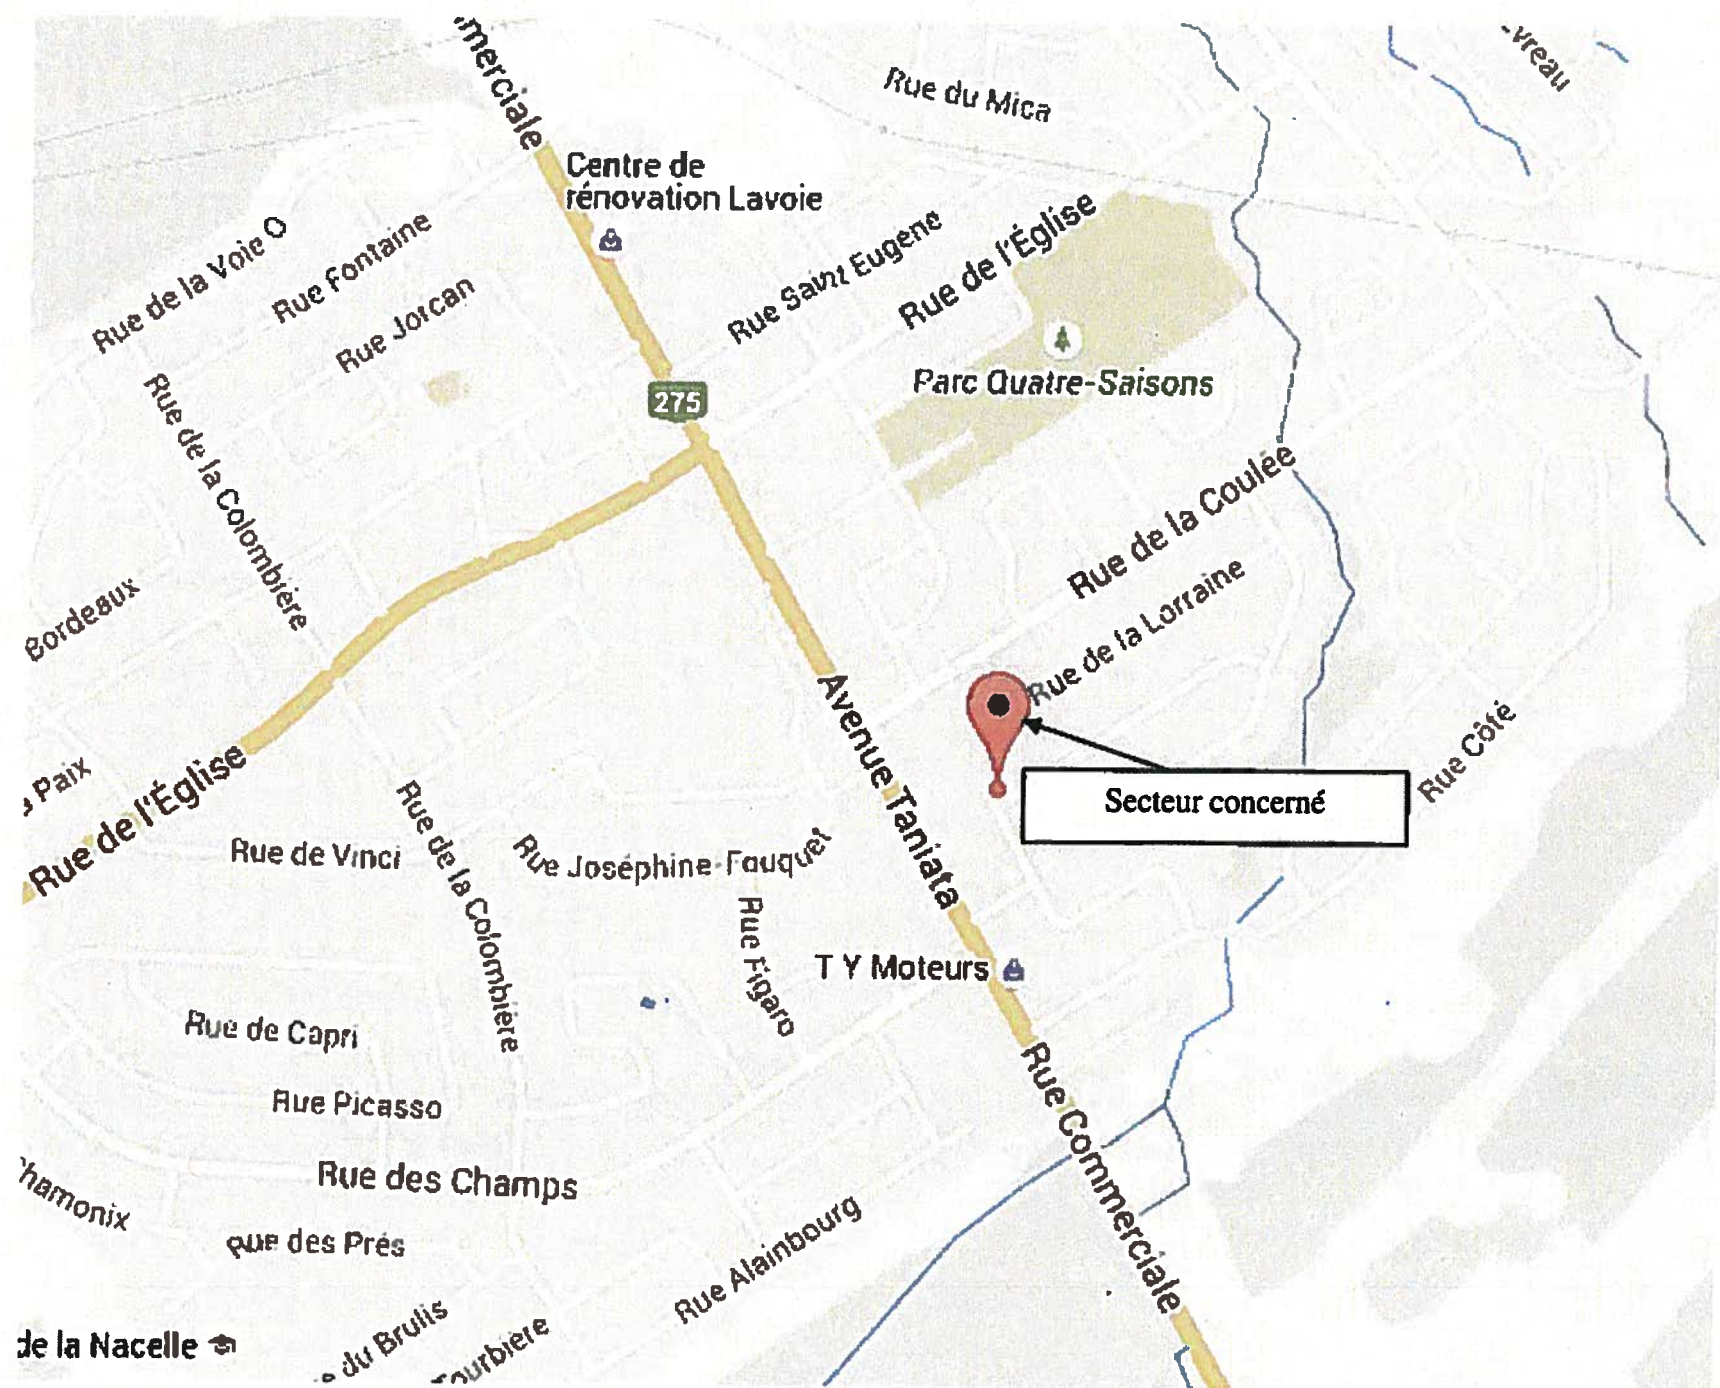 merciale
Rue du Mica
vreau
Centre de
rénovation Lavoie
Rue de la Voie
Rue Fontaine
Rue Jorcan
Rue Saint Eugène
Rue de l'Église
275
Parc Quatre-Saisons
Rue de la Colombière
Rue de la Coulée
Rue de la Lorraine
Bordeaux
Avenue Taniata
Rue Côté
Secteur concerné
Paix
Rue de l'Église
Rue de Vinci
Rue de la Colombière
Rue Joséphine-Fauquet
Rue Figaro
T Y Moteurs
Rue de Capri
Rue Picasso
Rue Commerciale
Rue des Champs
hamonix
Rue des Prés
Rue Alainbourg
de la Nacelle
du Brulis
ourbière